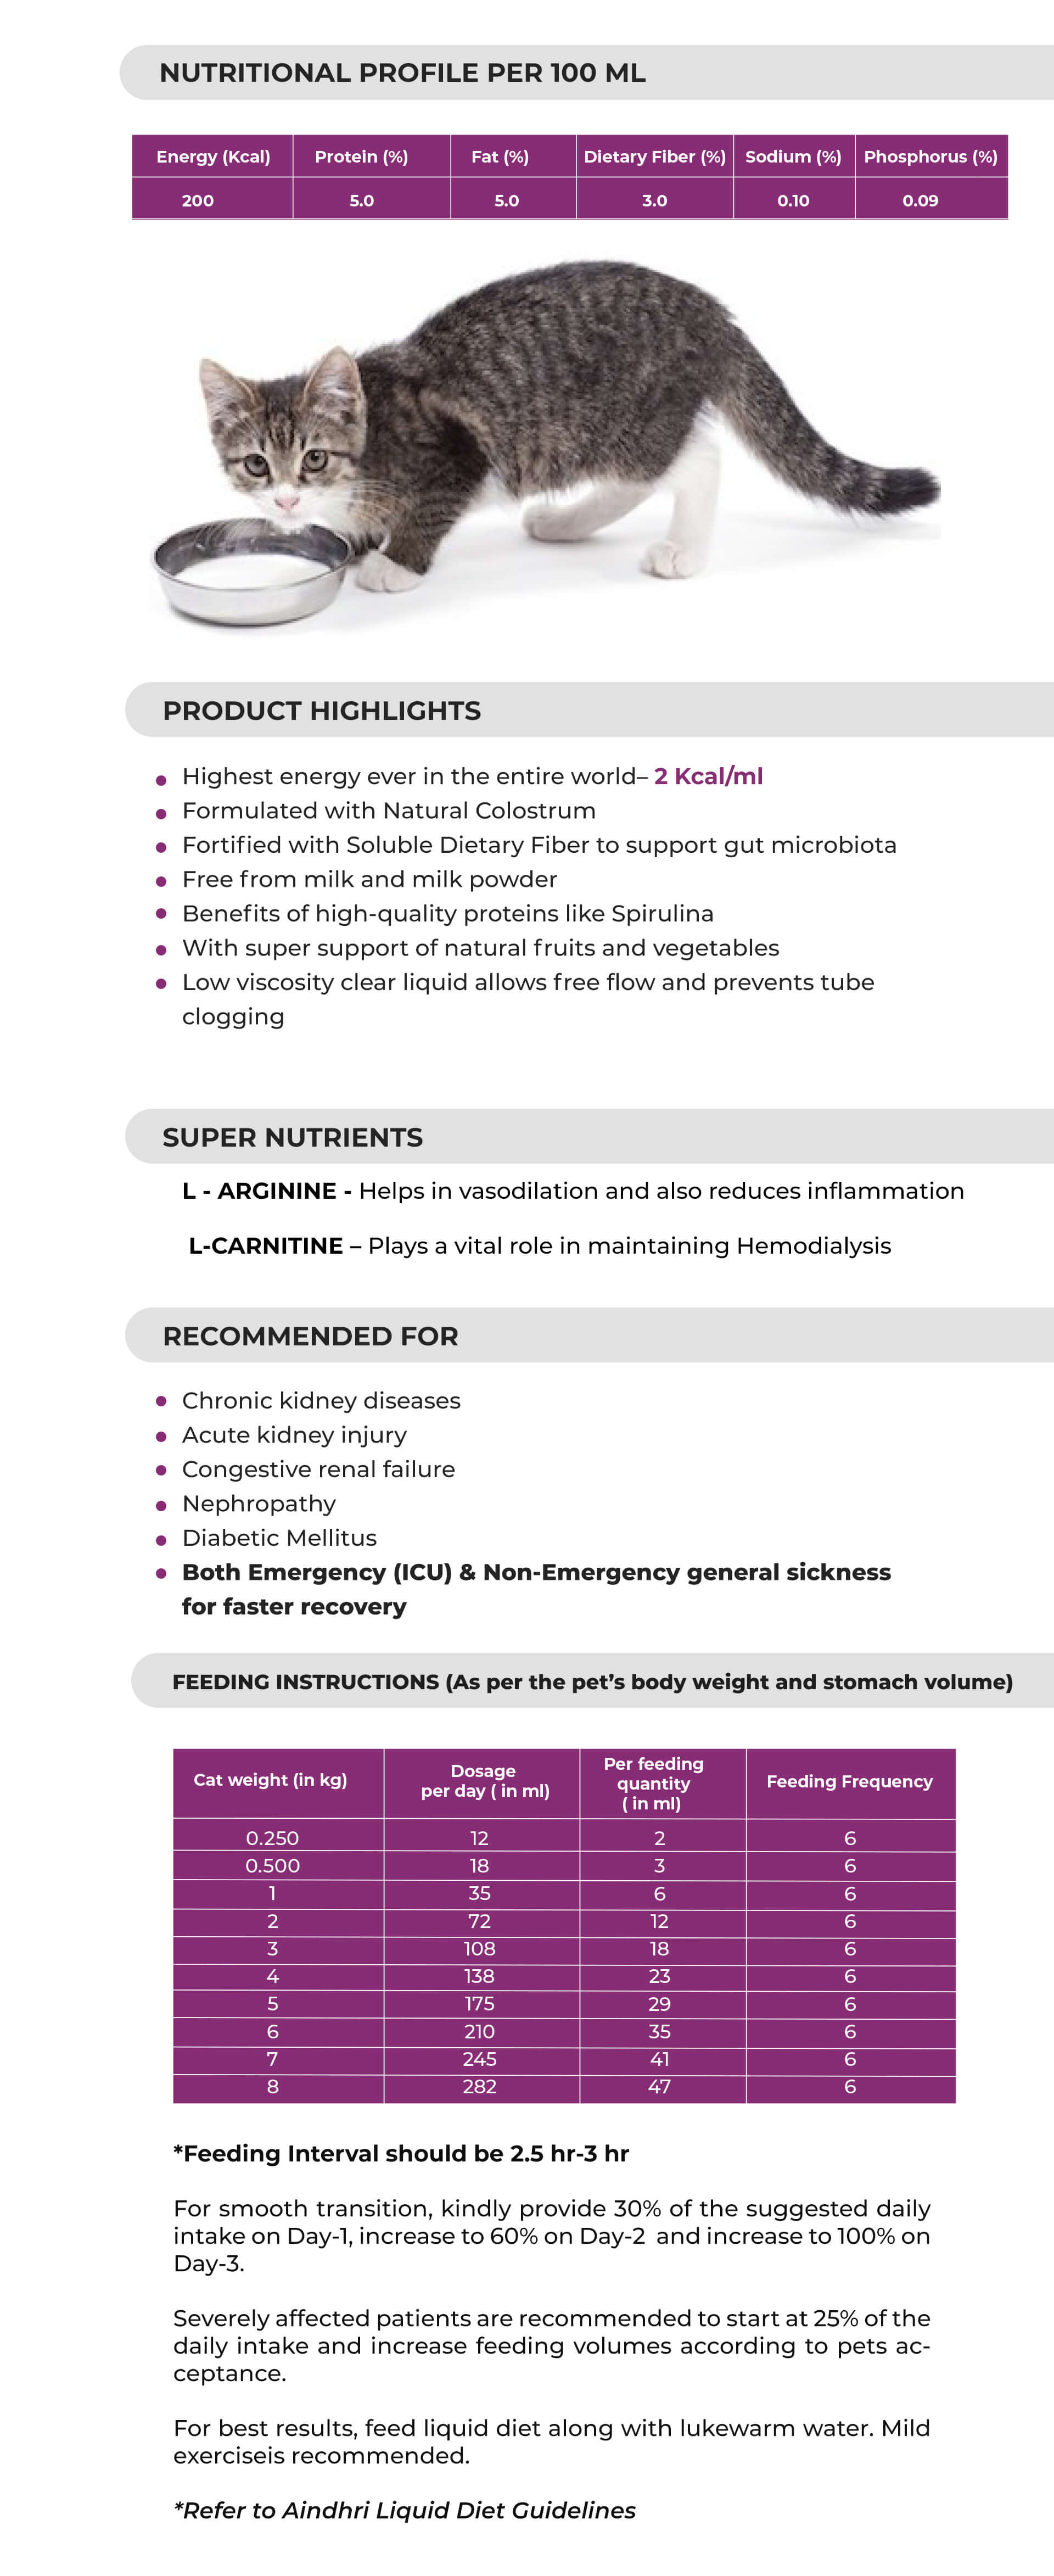 NUTRITIONAL PROFILE PER 100 ML
Energy (Kcal) Protein (%) Fat (%) Dietary Fiber (%) Sodium (%) Phosphorus (%)
200 5.0 5.0 3.0 0.10 0.09
PRODUCT HIGHLIGHTS
Highest energy ever in the entire world– 2 Kcal/ml
Formulated with Natural Colostrum
Fortified with Soluble Dietary Fiber to support gut microbiota
Free from milk and milk powder
Benefits of high-quality proteins like Spirulina
With super support of natural fruits and vegetables
Low viscosity clear liquid allows free flow and prevents tube
clogging
SUPER NUTRIENTS
L - ARGININE - Helps in vasodilation and also reduces inflammation
L-CARNITINE – Plays a vital role in maintaining Hemodialysis
RECOMMENDED FOR
Chronic kidney diseases
Acute kidney injury
Congestive renal failure
Nephropathy
Diabetic Mellitus
Both Emergency (ICU) & Non-Emergency general sickness
for faster recovery
FEEDING INSTRUCTIONS (As per the pet’s body weight and stomach volume)
Cat weight (in kg) Dosage per day ( in ml) Per feeding quantity ( in ml) Feeding Frequency
0.250 12 2 6
0.500 18 3 6
1 35 6 6
2 72 12 6
3 108 18 6
4 138 23 6
5 175 29 6
6 210 35 6
7 245 41 6
8 282 47 6
*Feeding Interval should be 2.5 hr-3 hr
For smooth transition, kindly provide 30% of the suggested daily
intake on Day-1, increase to 60% on Day-2 and increase to 100% on
Day-3.
Severely affected patients are recommended to start at 25% of the
daily intake and increase feeding volumes according to pets ac-
ceptance.
For best results, feed liquid diet along with lukewarm water. Mild
exerciseis recommended.
*Refer to Aindhri Liquid Diet Guidelines